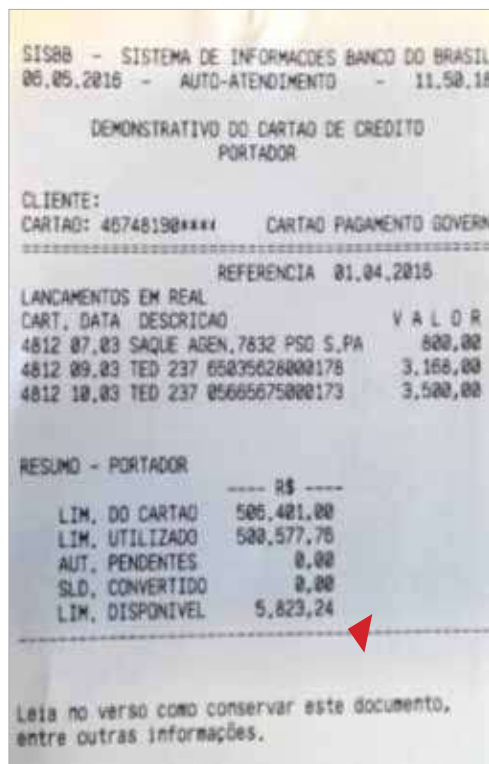 SISBB - SISTEMA DE INFORMACOES BANCO DO BRASIL
06.05.2016 - AUTO-ATENDIMENTO - 11.50.18
DEMONSTRATIVO DO CARTAO DE CREDITO
PORTADOR
CLIENTE:
CARTAO: 46748190**** CARTAO PAGAMENTO GOVERN
REFERENCIA 01.04.2016
LANCAMENTOS EM REAL
CART. DATA DESCRICAO V A L O R
4812 07.03 SAQUE AGEN.7832 PSO S.PA 800,00
4812 09.03 TED 237 65035628000178 3.168,00
4812 10.03 TED 237 05665675000173 3.500,00
RESUMO - PORTADOR
---- R$ ----
LIM. DO CARTAO 506.401,00
LIM. UTILIZADO 500.577,76
AUT. PENDENTES 0,00
SLD. CONVERTIDO 0,00
LIM. DISPONIVEL 5.823,24
Leia no verso como conservar este documento,
entre outras informações.